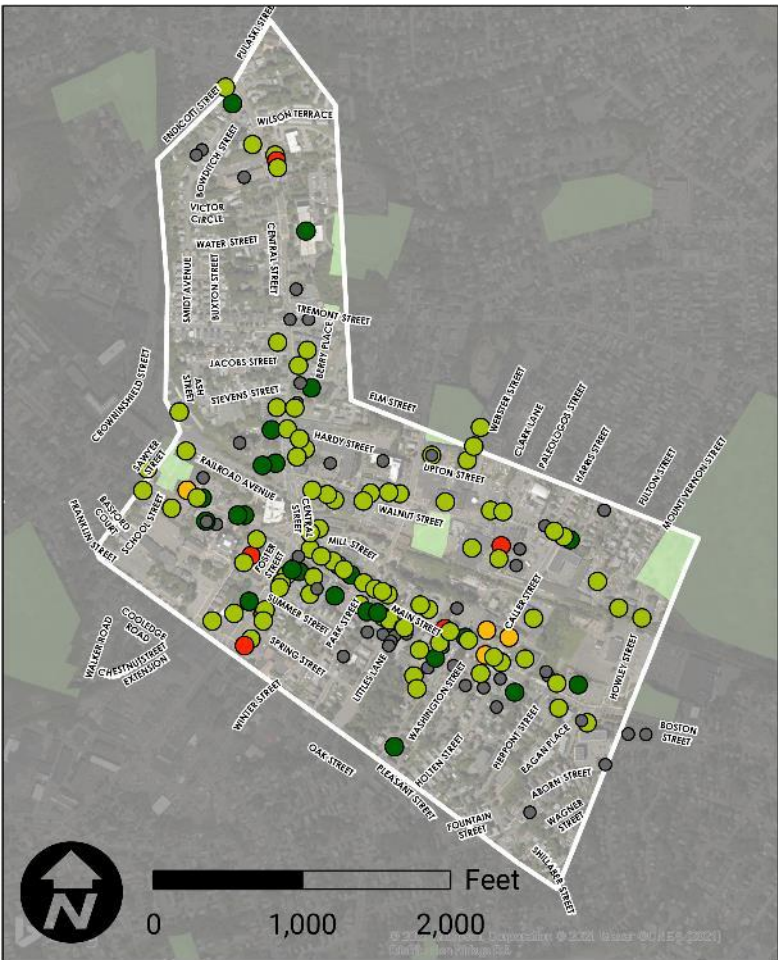 PULASKI STREET
ENDICOTT STREET
WILSON TERRACE
BOWDITCH STREET
VICTOR
CIRCLE
WATER STREET
CENTRAL STREET
SMIDT AVENUE
BUXTON STREET
TREMONT STREET
BERRY PLACE
JACOBS STREET
CROWNINSHIELD STREET
ASH
STREET
STEVENS STREET
ELM STREET
WEBSTER STREET
CLARK LANE
PALEOLOGOS STREET
HARRIS STREET
FULTON STREET
MOUNT VERNON STREET
HARDY STREET
SAWYER
STREET
RAILROAD AVENUE
UPTON STREET
BASFORD
COURT
SCHOOL STREET
FRANKLIN STREET
CENTRAL
STREET
WALNUT STREET
MILL STREET
FOSTER
STREET
CALLER STREET
SUMMER STREET
PARK STREET
MAIN STREET
COOLEDGE
ROAD
WALKER ROAD
CHESTNUT STREET
EXTENSION
SPRING STREET
LITTLES LANE
WASHINGTON STREET
HOWLEY STREET
WINTER STREET
PIERPONT STREET
EAGAN PLACE
BOSTON
STREET
OAK STREET
HOLTEN STREET
PLEASANT STREET
ABORN STREET
WAGNER
STREET
FOUNTAIN
STREET
SHILLABER STREET
N
Feet
0 1,000 2,000